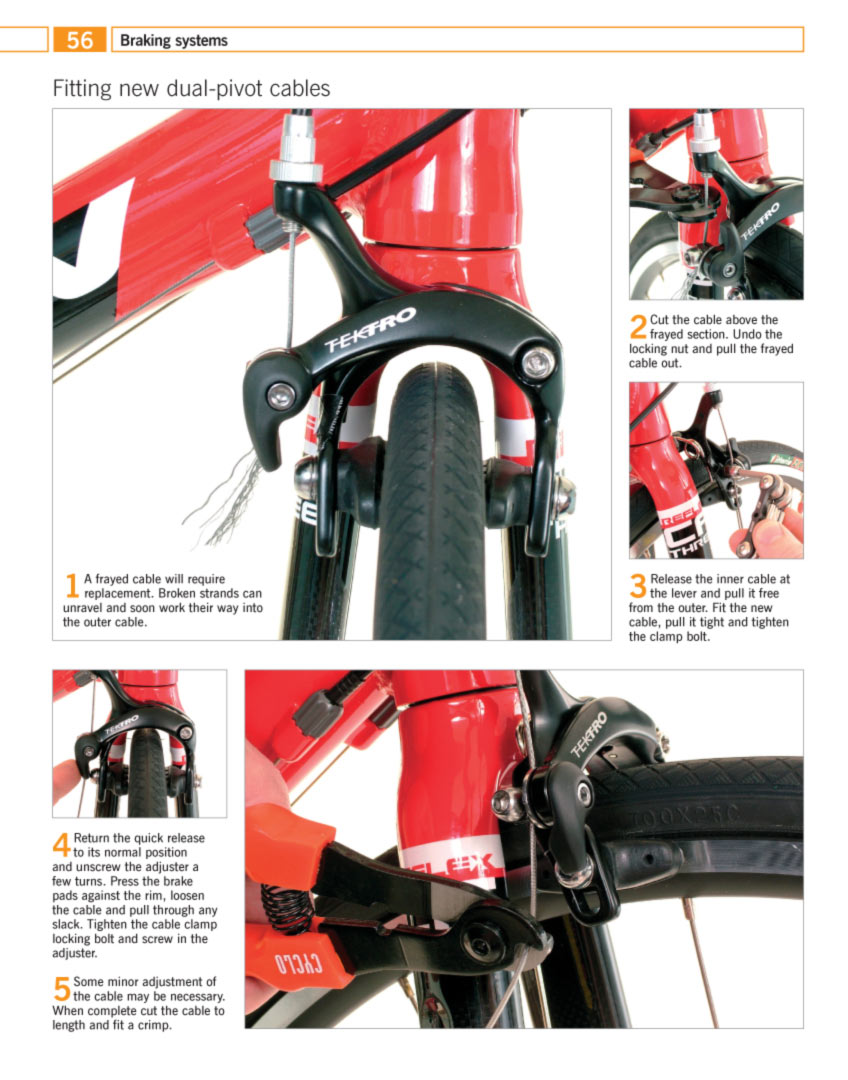 56
Braking systems
Fitting new dual-pivot cables
TEKTRO
1 A frayed cable will require
replacement. Broken strands can
unravel and soon work their way into
the outer cable.
TEKTRO
2 Cut the cable above the
frayed section. Undo the
locking nut and pull the frayed
cable out.
THRE
3 Release the inner cable at
the lever and pull it free
from the outer. Fit the new
cable, pull it tight and tighten
the clamp bolt.
TEKTRO
4 Return the quick release
to its normal position
and unscrew the adjuster a
few turns. Press the brake
pads against the rim, loosen
the cable and pull through any
slack. Tighten the cable clamp
locking bolt and screw in the
adjuster.
5 Some minor adjustment of
the cable may be necessary.
When complete cut the cable to
length and fit a crimp.
TEKTRO
700X25C
FLEX
CYCLO